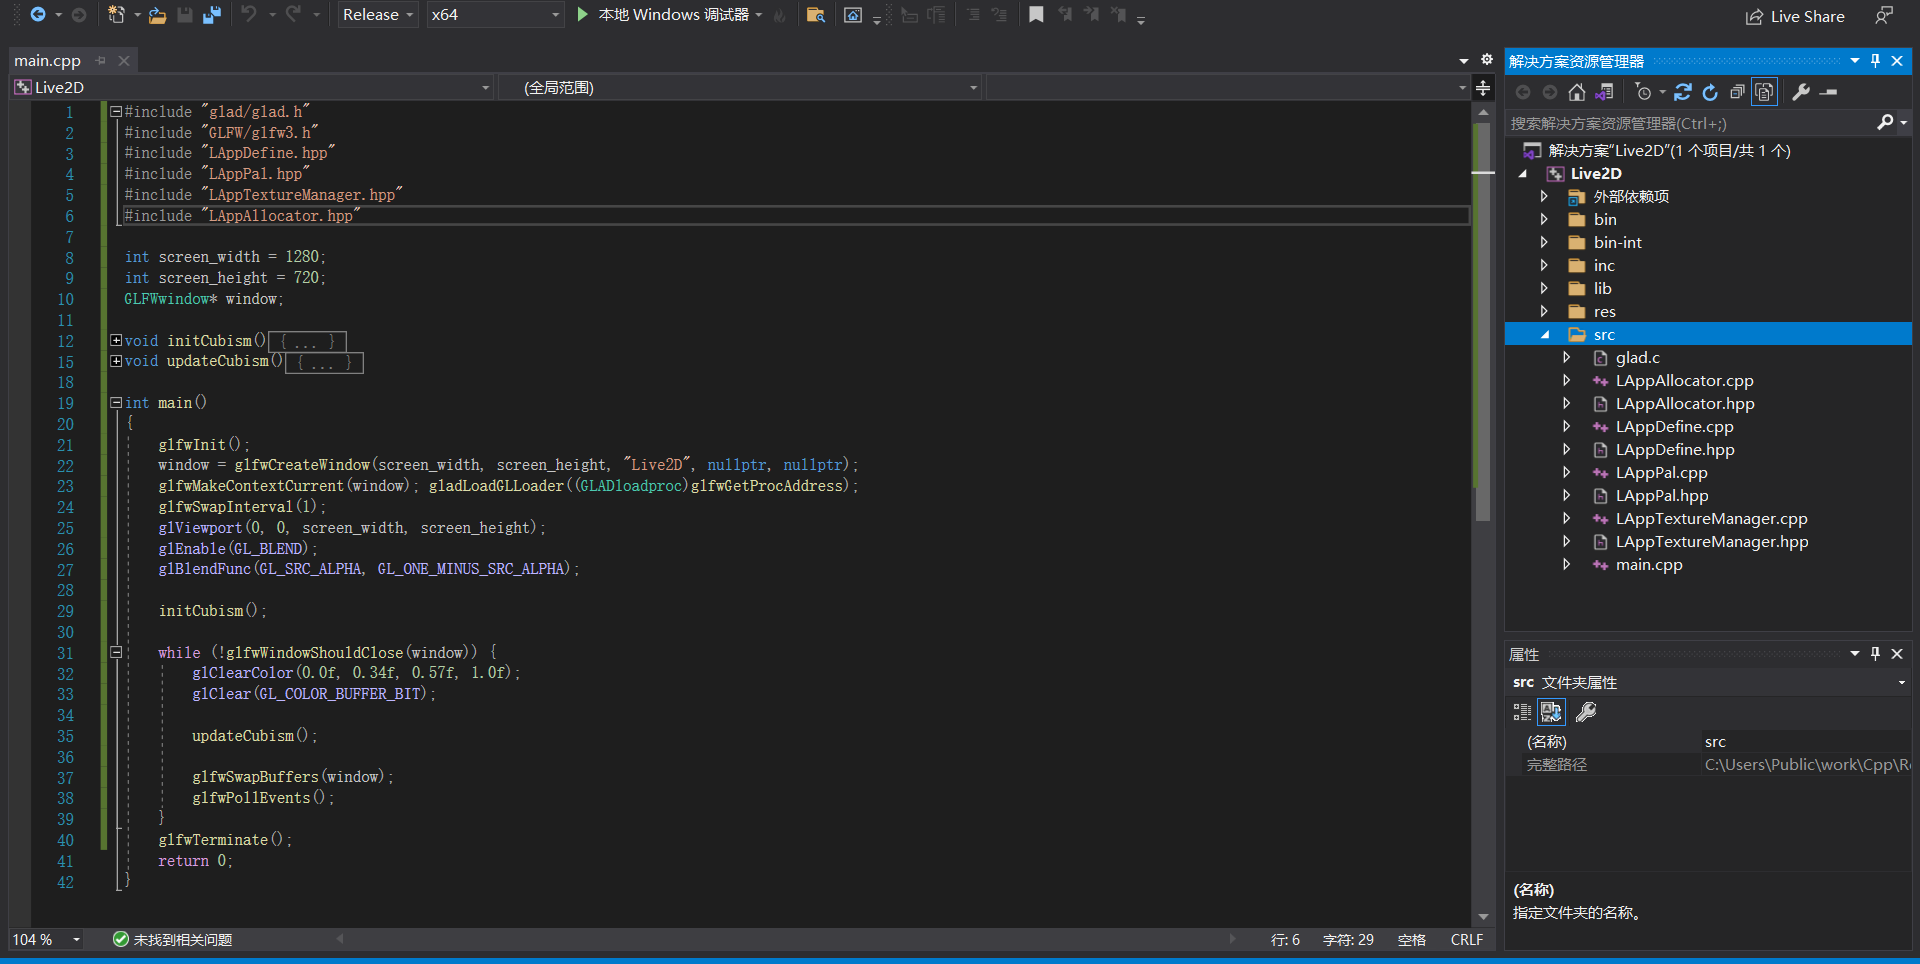 Release x64 本地 Windows 调试器 Live Share
main.cpp
Live2D (全局范围)
1 #include "glad/glad.h"
2 #include "GLFW/glfw3.h"
3 #include "LAppDefine.hpp"
4 #include "LAppPal.hpp"
5 #include "LAppTextureManager.hpp"
6 #include "LAppAllocator.hpp"
7
8 int screen_width = 1280;
9 int screen_height = 720;
10 GLFWwindow* window;
11
12 void initCubism() { ... }
15 void updateCubism() { ... }
18
19 int main()
20 {
21 glfwInit();
22 window = glfwCreateWindow(screen_width, screen_height, "Live2D", nullptr, nullptr);
23 glfwMakeContextCurrent(window); gladLoadGLLoader((GLADloadproc)glfwGetProcAddress);
24 glfwSwapInterval(1);
25 glViewport(0, 0, screen_width, screen_height);
26 glEnable(GL_BLEND);
27 glBlendFunc(GL_SRC_ALPHA, GL_ONE_MINUS_SRC_ALPHA);
28
29 initCubism();
30
31 while (!glfwWindowShouldClose(window)) {
32 glClearColor(0.0f, 0.34f, 0.57f, 1.0f);
33 glClear(GL_COLOR_BUFFER_BIT);
34
35 updateCubism();
36
37 glfwSwapBuffers(window);
38 glfwPollEvents();
39 }
40 glfwTerminate();
41 return 0;
42 }
104 % 未找到相关问题 行: 6 字符: 29 空格 CRLF
解决方案资源管理器
搜索解决方案资源管理器(Ctrl+;)
解决方案"Live2D"(1 个项目/共 1 个)
Live2D
外部依赖项
bin
bin-int
inc
lib
res
src
glad.c
LAppAllocator.cpp
LAppAllocator.hpp
LAppDefine.cpp
LAppDefine.hpp
LAppPal.cpp
LAppPal.hpp
LAppTextureManager.cpp
LAppTextureManager.hpp
main.cpp
属性
src 文件夹属性
(名称) src
完整路径 C:\Users\Public\work\Cpp\R
(名称)
指定文件夹的名称。